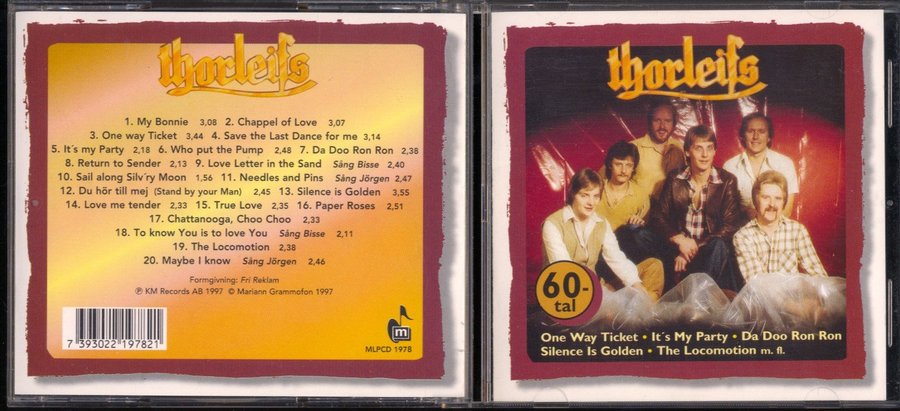 thorleifs
1. My Bonnie 3,08 2. Chappel of Love 3,07
3. One way Ticket 3,44 4. Save the Last Dance for me 3,14
5. It´s my Party 2,18 6. Who put the Pump 2,48 7. Da Doo Ron Ron 2,38
8. Return to Sender 2,13 9. Love Letter in the Sand Sång Bisse 2,40
10. Sail along Silv´ry Moon 1,56 11. Needles and Pins Sång Jörgen 2,47
12. Du hör till mej (Stand by your Man) 2,45 13. Silence is Golden 3,55
14. Love me tender 2,33 15. True Love 2,35 16. Paper Roses 2,51
17. Chattanooga, Choo Choo 2,33
18. To know You is to love You Sång Bisse 2,11
19. The Locomotion 2,38
20. Maybe I know Sång Jörgen 2,46
Formgivning: Fri Reklam
℗ KM Records AB 1997 © Mariann Grammofon 1997
7 393022 197821
m
MLPCD 1978
thorleifs
60-
tal
One Way Ticket • It´s My Party • Da Doo Ron Ron
Silence Is Golden • The Locomotion m. fl.